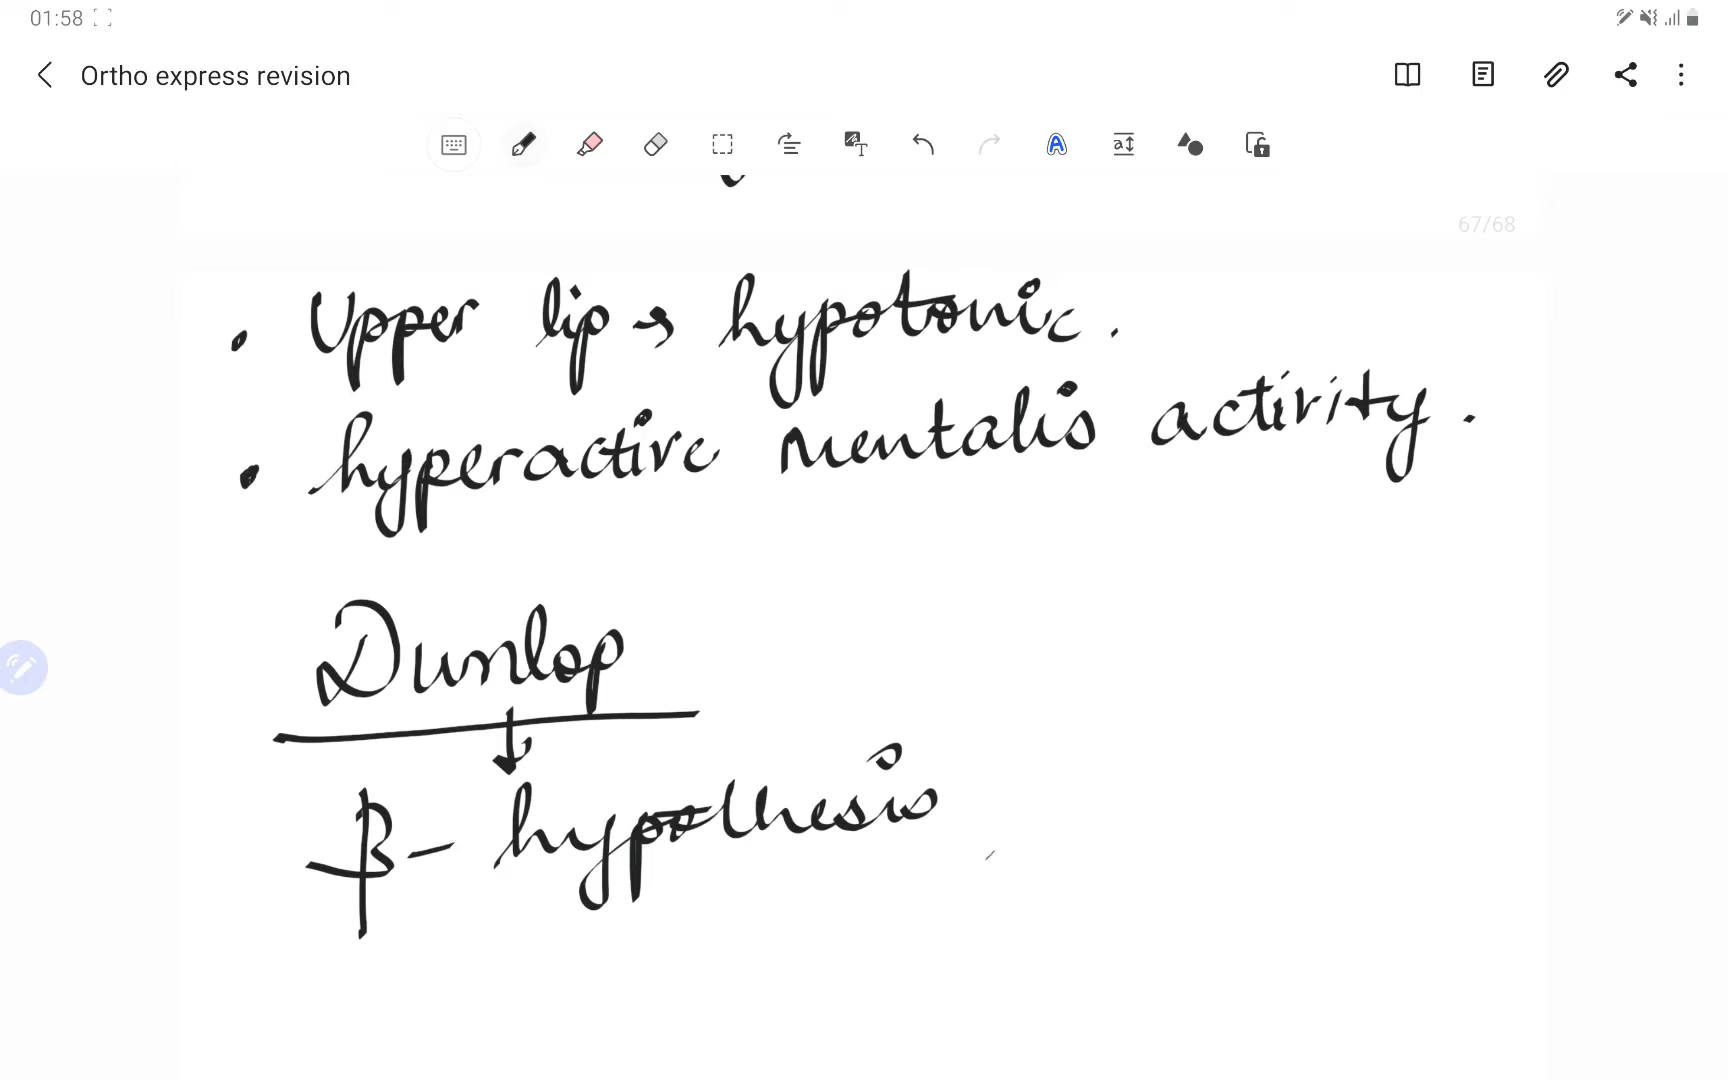 01:58
Ortho express revision
67/68
• Upper lip → hypotonic.
• hyperactive mentalis activity.
Dunlop
↓
β- hypothesis